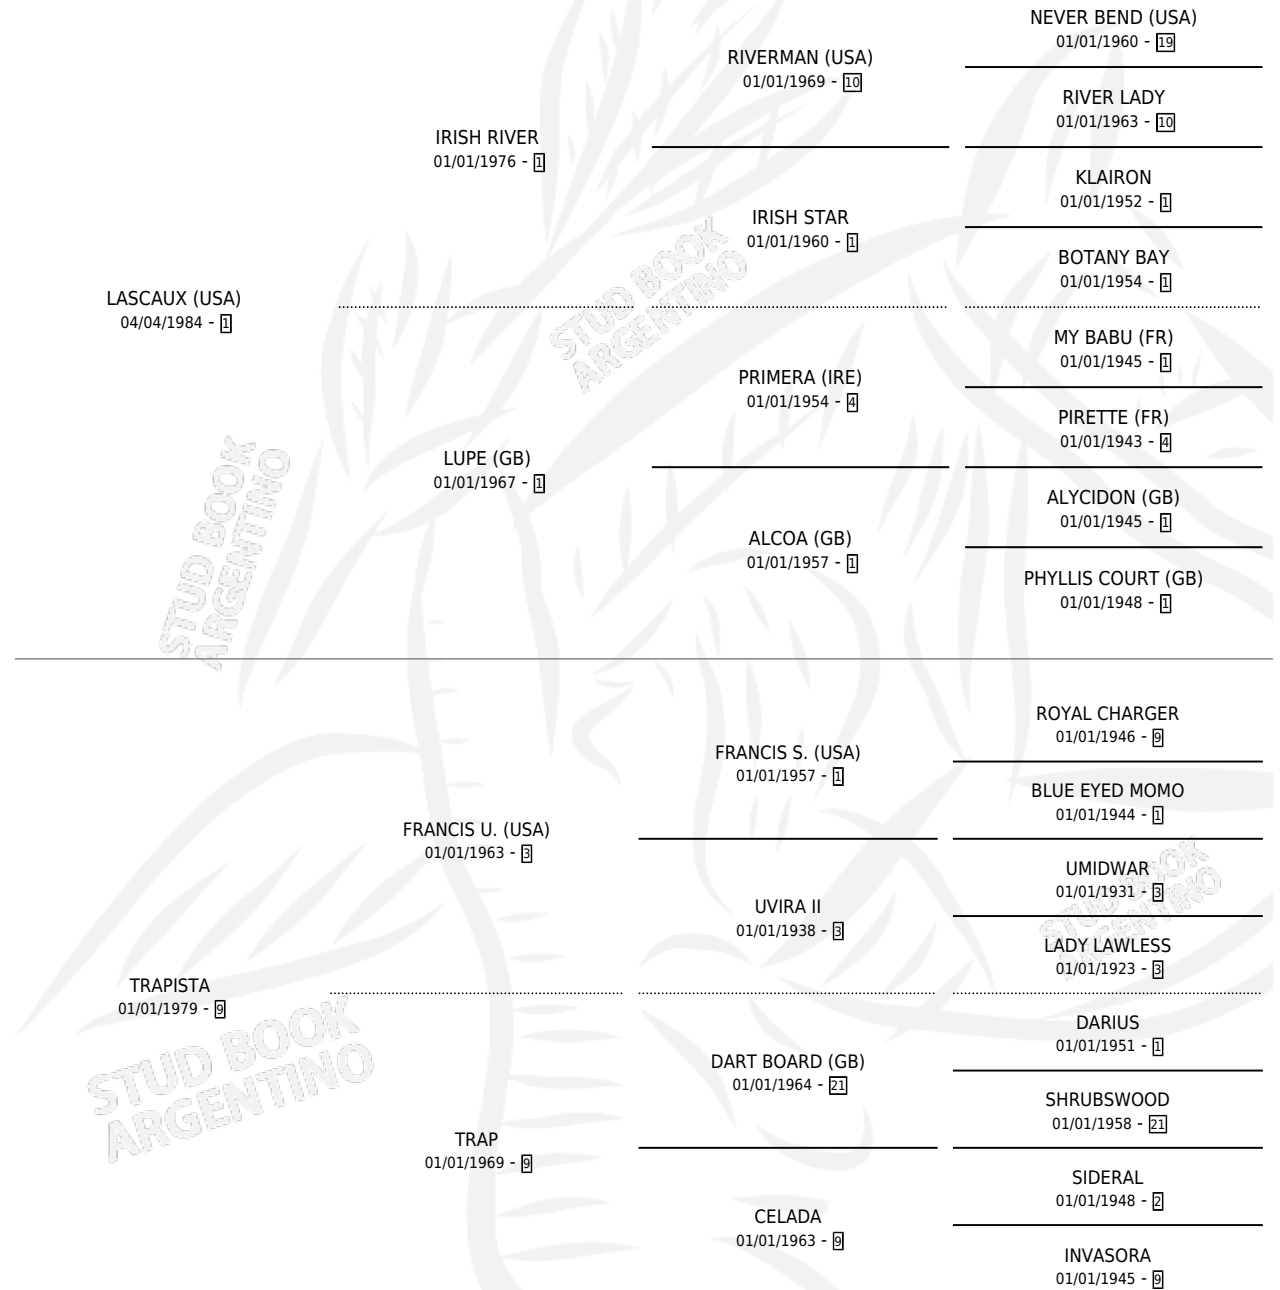 NEVER BEND (USA)
01/01/1960 - 19
RIVERMAN (USA)
01/01/1969 - 10
RIVER LADY
01/01/1963 - 10
IRISH RIVER
01/01/1976 - 1
KLAIRON
01/01/1952 - 1
IRISH STAR
01/01/1960 - 1
BOTANY BAY
01/01/1954 - 1
LASCAUX (USA)
04/04/1984 - 1
MY BABU (FR)
01/01/1945 - 1
PRIMERA (IRE)
01/01/1954 - 4
PIRETTE (FR)
01/01/1943 - 4
LUPE (GB)
01/01/1967 - 1
ALYCIDON (GB)
01/01/1945 - 1
ALCOA (GB)
01/01/1957 - 1
PHYLLIS COURT (GB)
01/01/1948 - 1
STUD BOOK
ARGENTINO
STUD BOOK
ARGENTINO
ROYAL CHARGER
01/01/1946 - 9
FRANCIS S. (USA)
01/01/1957 - 1
BLUE EYED MOMO
01/01/1944 - 1
FRANCIS U. (USA)
01/01/1963 - 3
UMIDWAR
01/01/1931 - 3
UVIRA II
01/01/1938 - 3
LADY LAWLESS
01/01/1923 - 3
STUD BOOK
ARGENTINO
TRAPISTA
01/01/1979 - 9
DARIUS
01/01/1951 - 1
DART BOARD (GB)
01/01/1964 - 21
SHRUBSWOOD
01/01/1958 - 21
STUD BOOK
ARGENTINO
TRAP
01/01/1969 - 9
SIDERAL
01/01/1948 - 2
CELADA
01/01/1963 - 9
INVASORA
01/01/1945 - 9